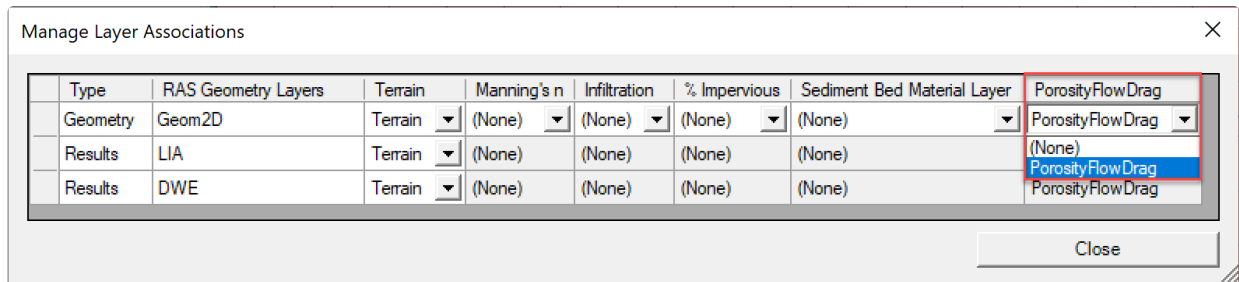 Manage Layer Associations
Type RAS Geometry Layers Terrain Manning's n Infiltration % Impervious Sediment Bed Material Layer PorosityFlowDrag
Geometry Geom2D Terrain (None) (None) (None) (None) PorosityFlowDrag
Results LIA Terrain (None) (None) (None) (None) (None)
PorosityFlowDrag
Results DWE Terrain (None) (None) (None) (None) PorosityFlowDrag
Close